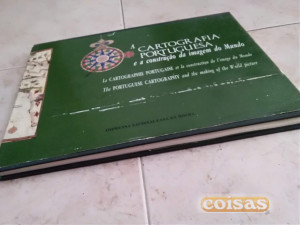 A CARTOGRAFIA
PORTUGUESA
e a construção da imagem do Mundo
La CARTOGRAPHIE PORTUGAISE et la construction de l'image du Monde
The PORTUGUESE CARTOGRAPHY and the making of the World picture
coisas